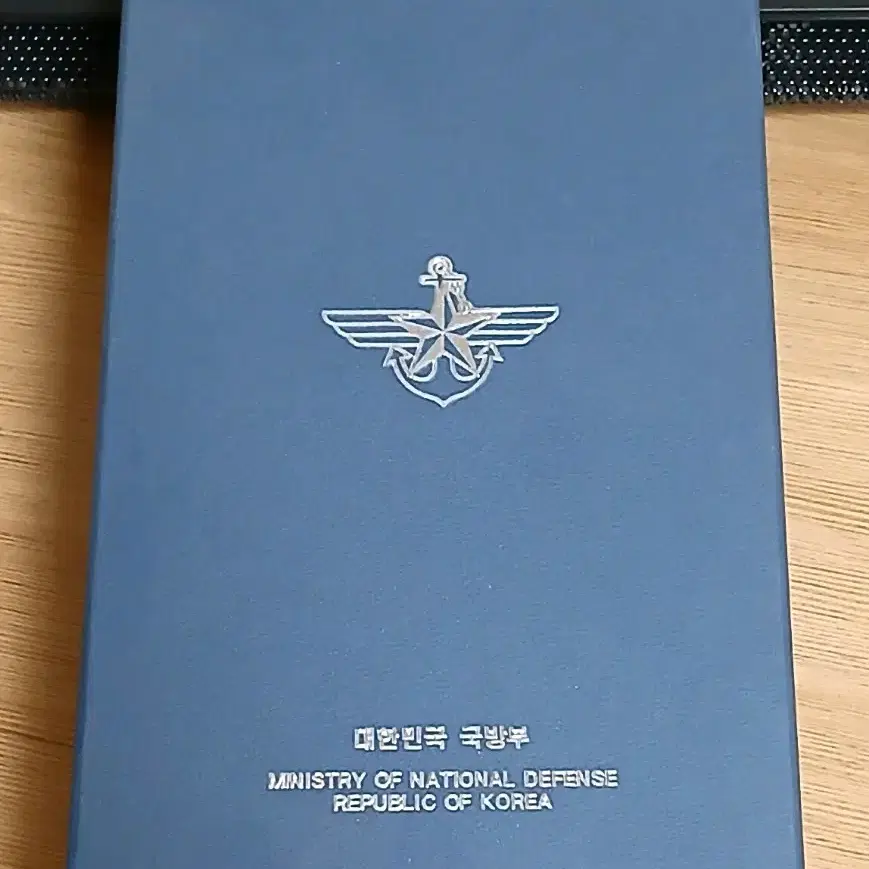 대한민국 국방부
MINISTRY OF NATIONAL DEFENSE
REPUBLIC OF KOREA